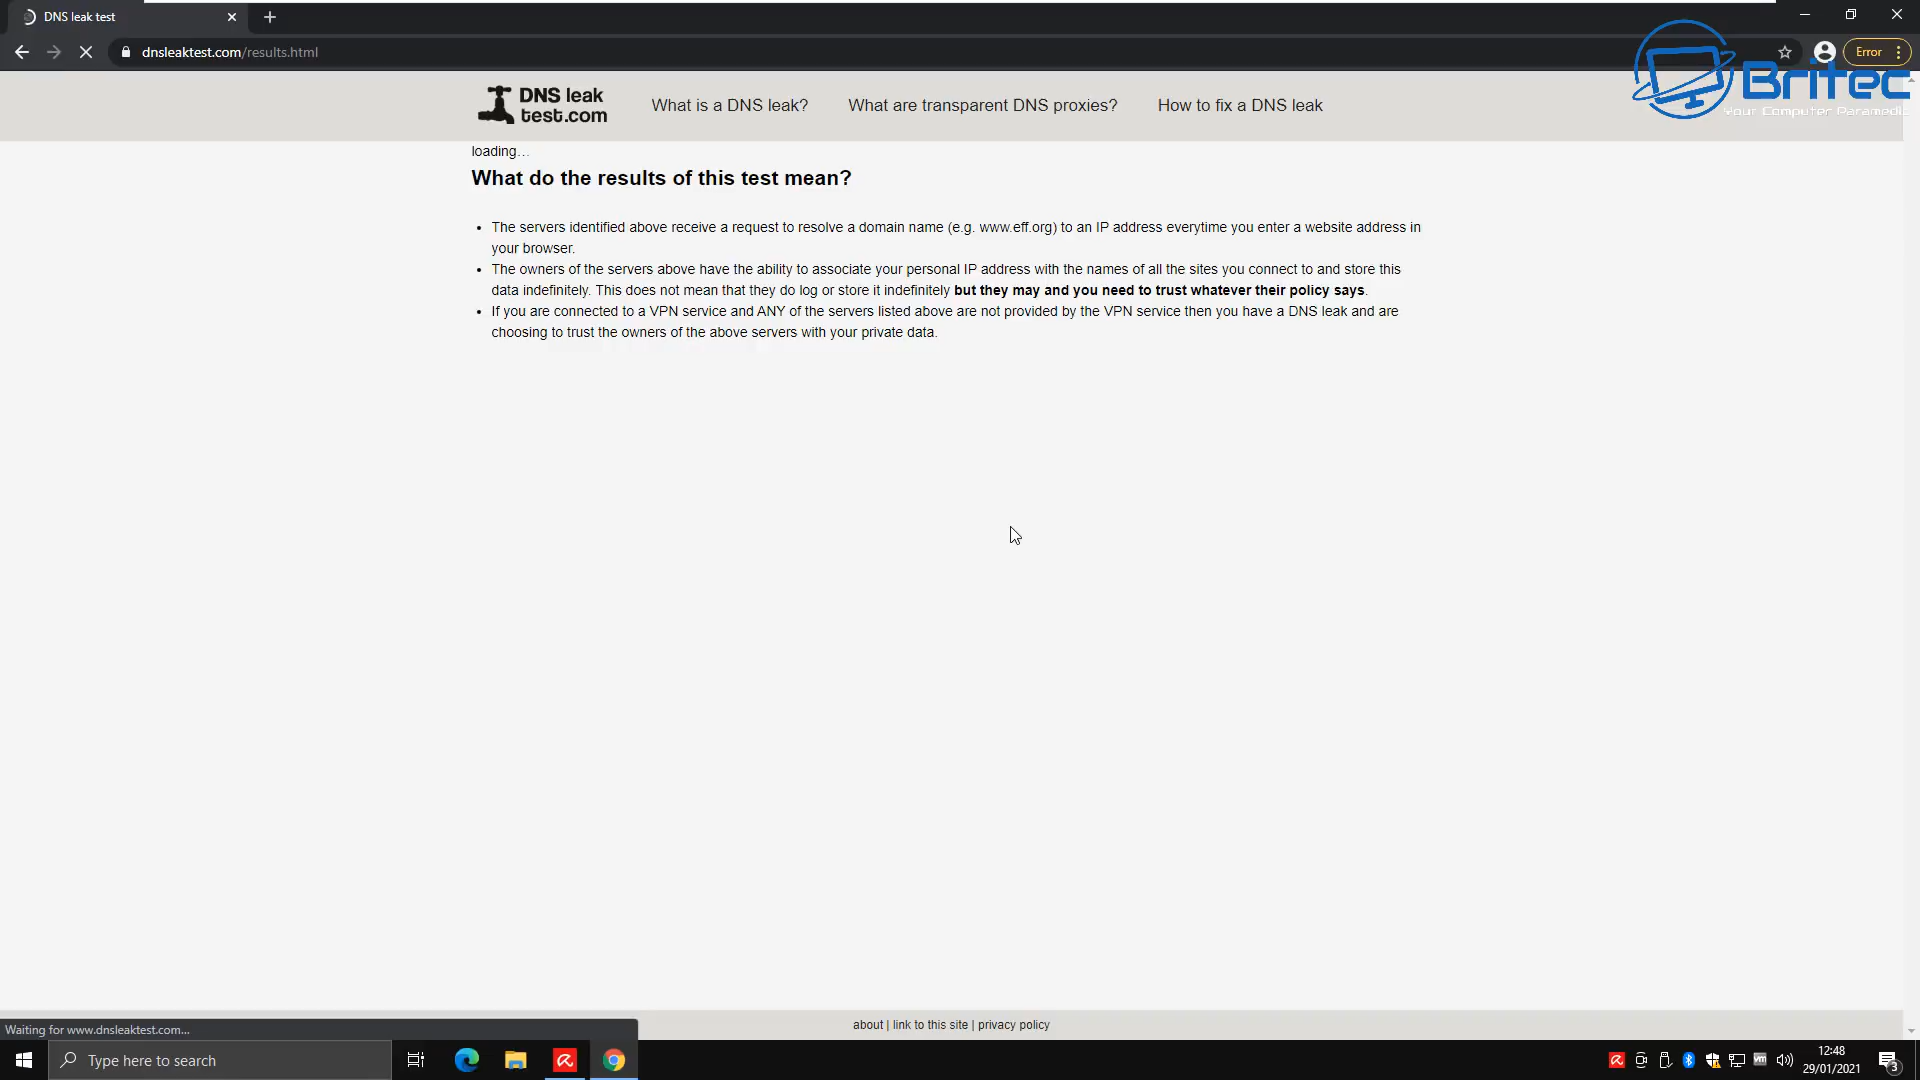 DNS leak test
dnsleaktest.com/results.html
Error
Britec
Your Computer Paramedic
DNS leak
test.com
What is a DNS leak?
What are transparent DNS proxies?
How to fix a DNS leak
loading...
What do the results of this test mean?
• The servers identified above receive a request to resolve a domain name (e.g. www.eff.org) to an IP address everytime you enter a website address in
your browser.
• The owners of the servers above have the ability to associate your personal IP address with the names of all the sites you connect to and store this
data indefinitely. This does not mean that they do log or store it indefinitely but they may and you need to trust whatever their policy says.
• If you are connected to a VPN service and ANY of the servers listed above are not provided by the VPN service then you have a DNS leak and are
choosing to trust the owners of the above servers with your private data.
about | link to this site | privacy policy
Waiting for www.dnsleaktest.com...
Type here to search
vm
12:48
29/01/2021
3